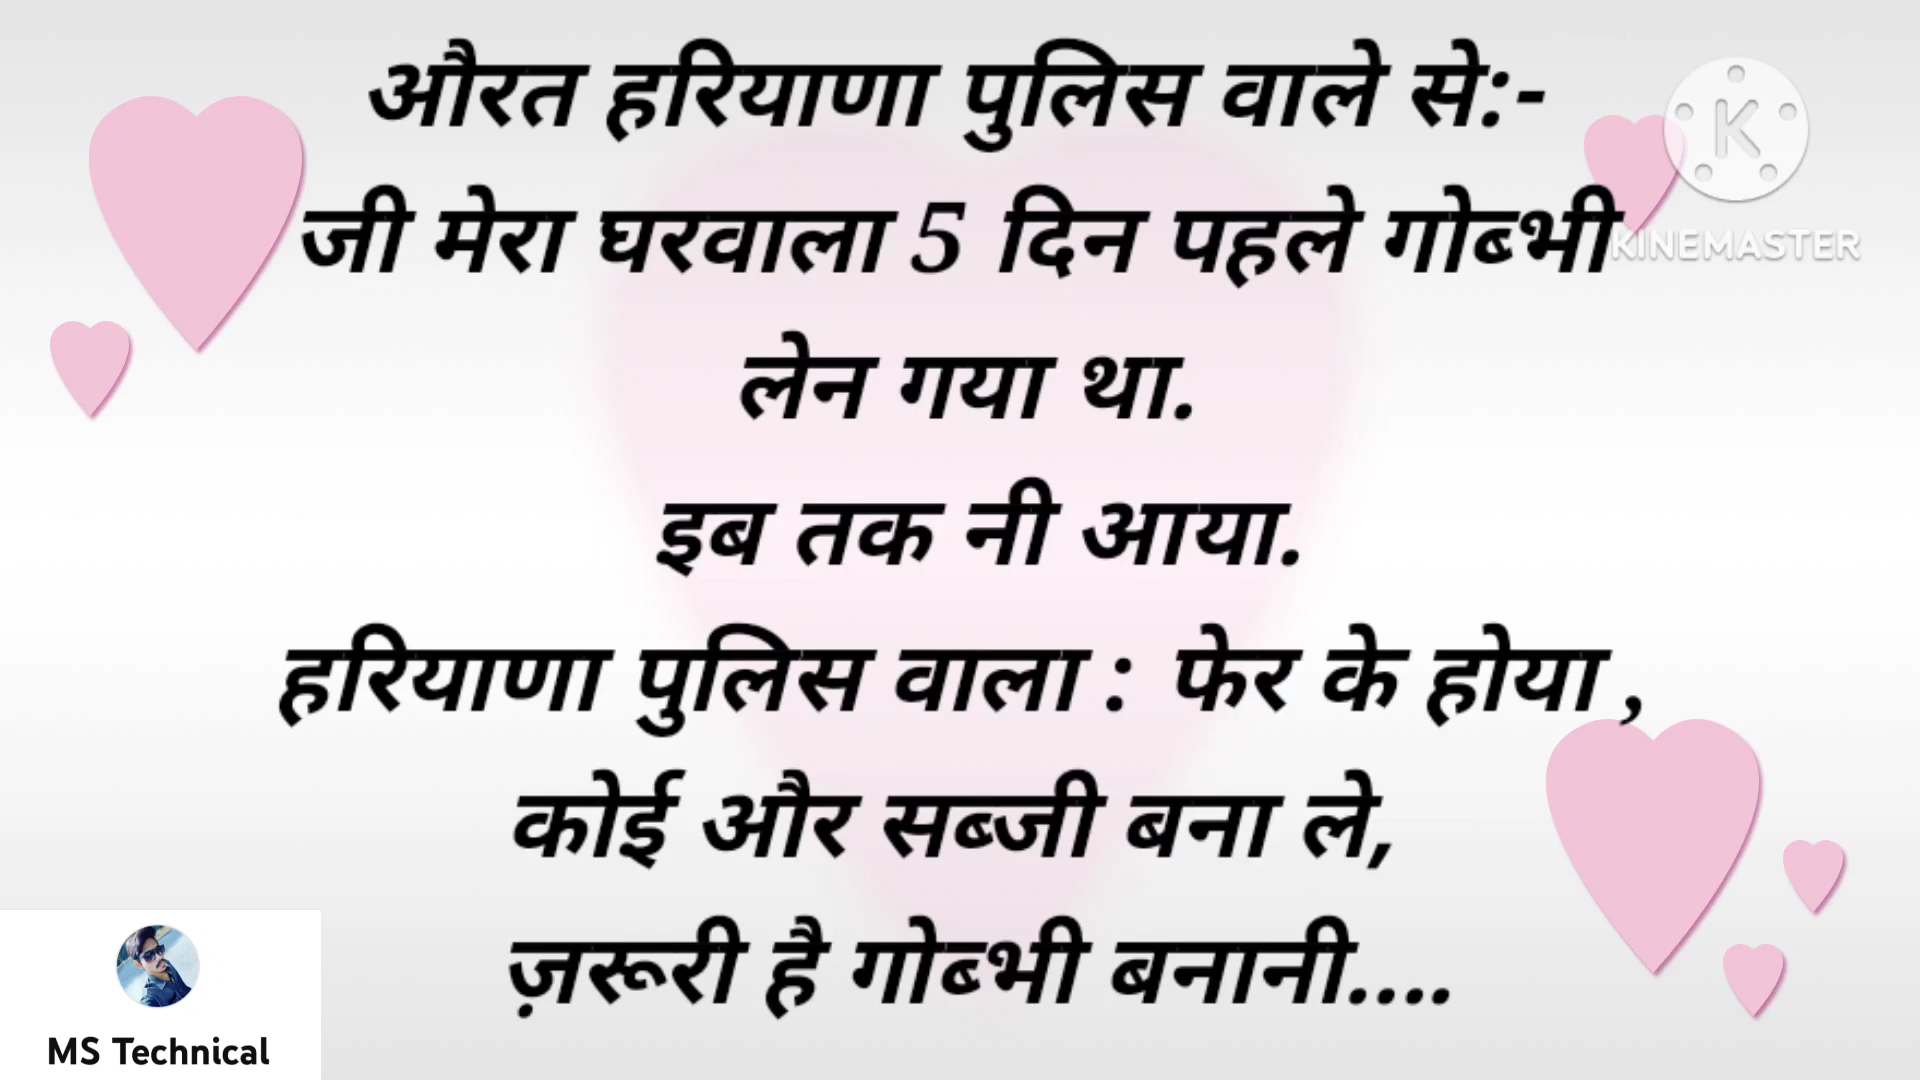 औरत हरियाणा पुलिस वाले से:-
जी मेरा घरवाला 5 दिन पहले गोब्भी
लेन गया था.
इब तक नी आया.
हरियाणा पुलिस वाला : फेर के होया ,
कोई और सब्जी बना ले,
ज़रूरी है गोब्भी बनानी....
K
KINEMASTER
MS Technical